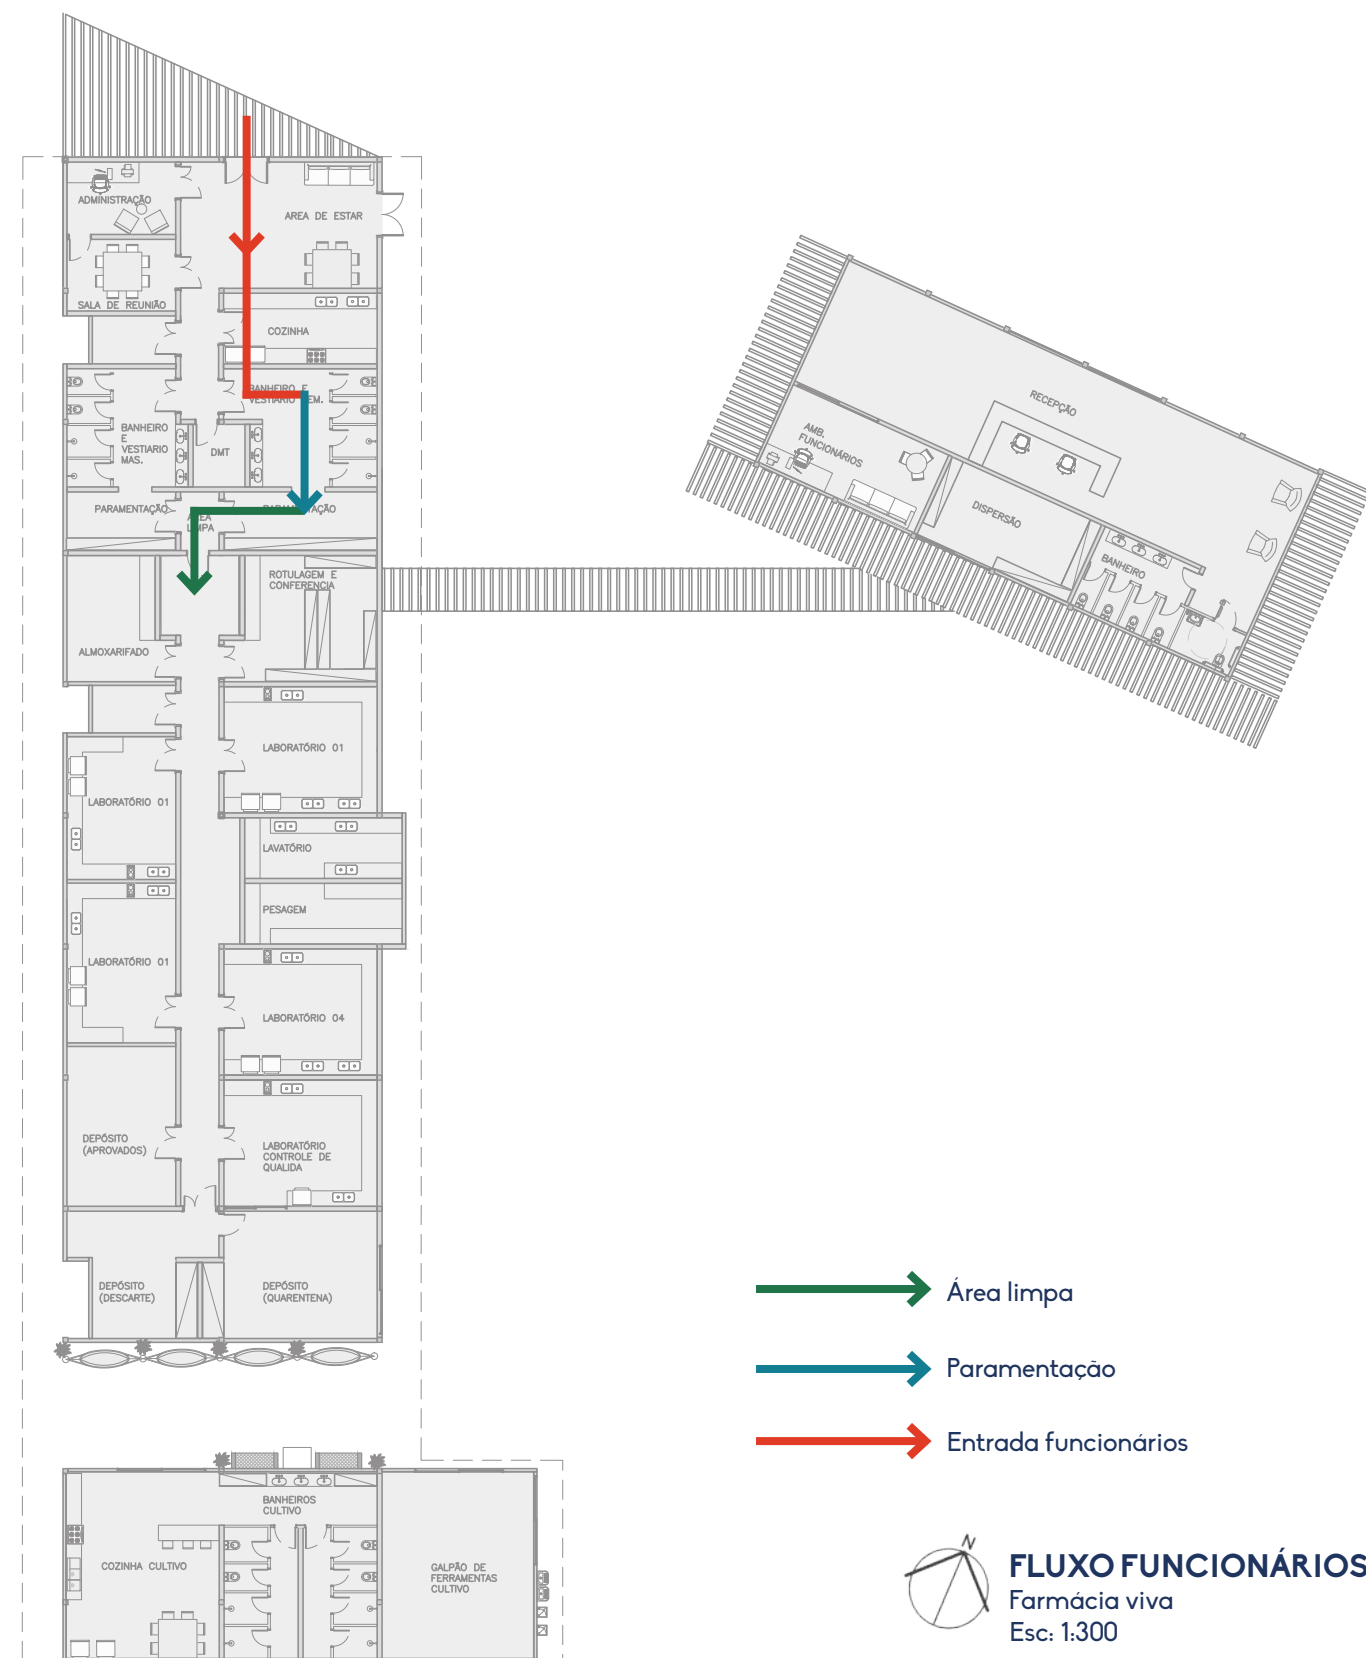 ADMINISTRAÇÃO
AREA DE ESTAR
SALA DE REUNIÃO
COZINHA
BANHEIRO E
VESTIARIO FEM.
BANHEIRO
E
VESTIARIO
MAS.
DMT
PARAMENTAÇÃO
ÁREA
LIMPA
PARAMENTAÇÃO
ROTULAGEM E
CONFERENCIA
ALMOXARIFADO
LABORATÓRIO 01
LABORATÓRIO 01
LAVATÓRIO
PESAGEM
LABORATÓRIO 01
LABORATÓRIO 04
DEPÓSITO
(APROVADOS)
LABORATÓRIO
CONTROLE DE
QUALIDA
DEPÓSITO
(DESCARTE)
DEPÓSITO
(QUARENTENA)
RECEPÇÃO
AMB.
FUNCIONÁRIOS
DISPERSÃO
BANHEIRO
BANHEIROS
CULTIVO
COZINHA CULTIVO
GALPÃO DE
FERRAMENTAS
CULTIVO
Área limpa
Paramentação
Entrada funcionários
N
FLUXO FUNCIONÁRIOS
Farmácia viva
Esc: 1:300